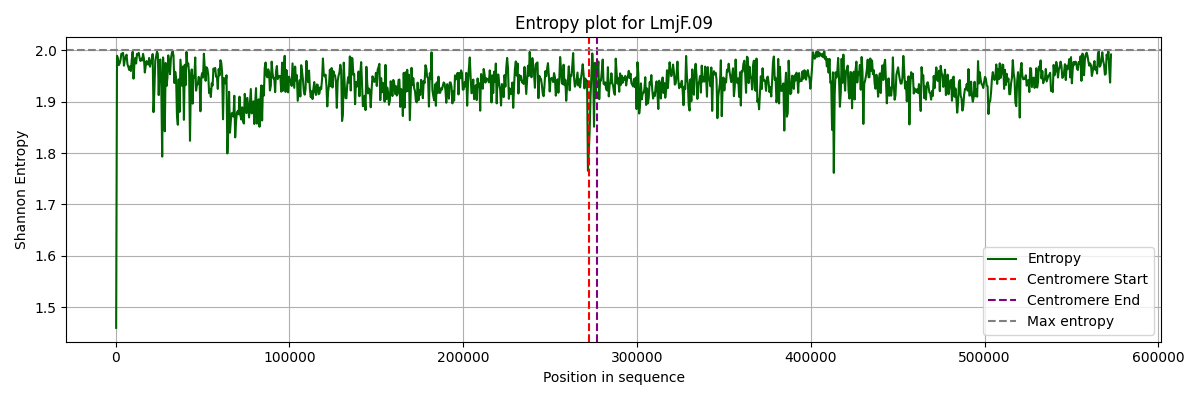 Entropy plot for LmjF.09
Shannon Entropy
2.0
1.9
1.8
1.7
1.6
1.5
0
100000
200000
300000
400000
500000
600000
Position in sequence
Entropy
Centromere Start
Centromere End
Max entropy